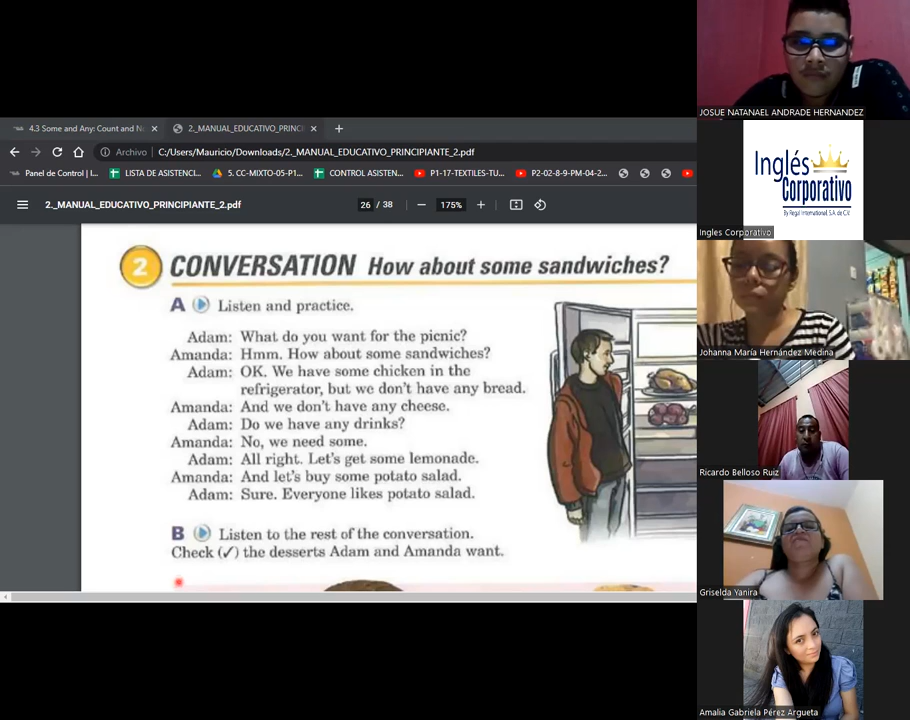 JOSUE NATANAEL ANDRADE HERNANDEZ
4.3 Some and Any: Count and N
2._MANUAL_EDUCATIVO_PRINCI
Archivo
C:/Users/Mauricio/Downloads/2._MANUAL_EDUCATIVO_PRINCIPIANTE_2.pdf
Panel de Control | I...
LISTA DE ASISTENCI...
5. CC-MIXTO-05-P1...
CONTROL ASISTEN...
P1-17-TEXTILES-TU...
P2-02-8-9-PM-04-2...
2._MANUAL_EDUCATIVO_PRINCIPIANTE_2.pdf
26 / 38
175%
Inglés
Corporativo
By Regal International, S.A. de C.V.
Ingles Corporativo
2 CONVERSATION How about some sandwiches?
A Listen and practice.
Adam: What do you want for the picnic?
Amanda: Hmm. How about some sandwiches?
Adam: OK. We have some chicken in the
refrigerator, but we don't have any bread.
Amanda: And we don't have any cheese.
Adam: Do we have any drinks?
Amanda: No, we need some.
Adam: All right. Let's get some lemonade.
Amanda: And let's buy some potato salad.
Adam: Sure. Everyone likes potato salad.
B Listen to the rest of the conversation.
Check (✓) the desserts Adam and Amanda want.
Johanna María Hernández Medina
Ricardo Belloso Ruiz
Griselda Yanira
Amalia Gabriela Pérez Argueta